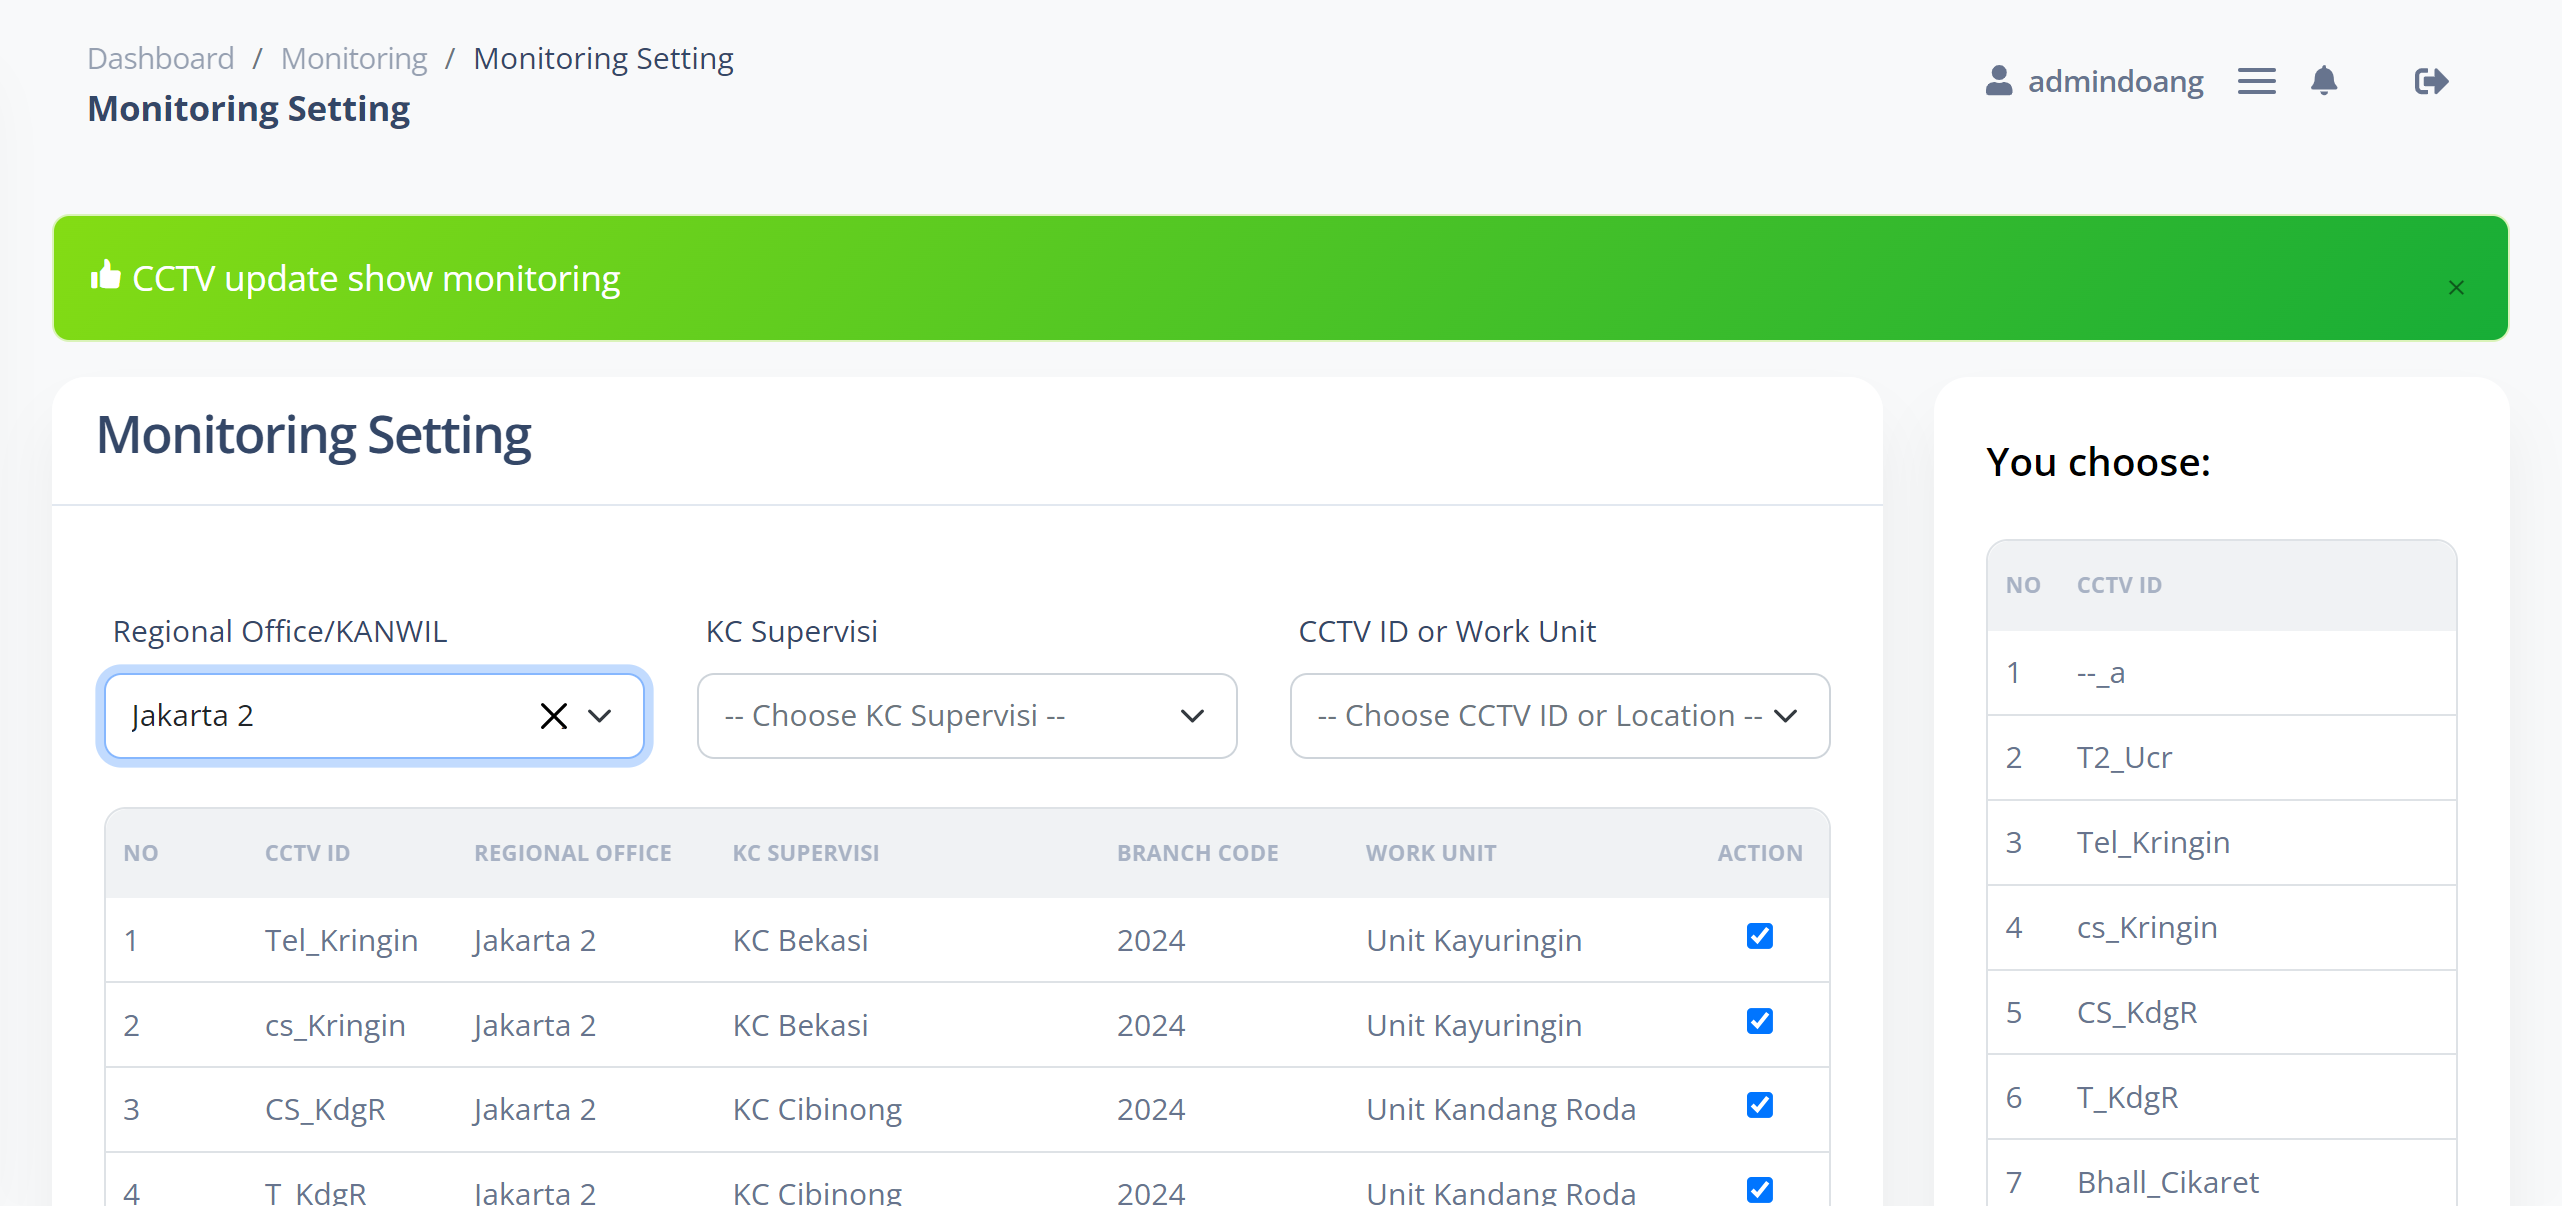 Dashboard / Monitoring / Monitoring Setting
Monitoring Setting
admindoang
CCTV update show monitoring
×
Monitoring Setting
Regional Office/KANWIL
KC Supervisi
CCTV ID or Work Unit
Jakarta 2
-- Choose KC Supervisi --
-- Choose CCTV ID or Location --
NO CCTV ID REGIONAL OFFICE KC SUPERVISI BRANCH CODE WORK UNIT ACTION
1 Tel_Kringin Jakarta 2 KC Bekasi 2024 Unit Kayuringin
2 cs_Kringin Jakarta 2 KC Bekasi 2024 Unit Kayuringin
3 CS_KdgR Jakarta 2 KC Cibinong 2024 Unit Kandang Roda
4 T_KdgR Jakarta 2 KC Cibinong 2024 Unit Kandang Roda
You choose:
NO CCTV ID
1 --_a
2 T2_Ucr
3 Tel_Kringin
4 cs_Kringin
5 CS_KdgR
6 T_KdgR
7 Bhall_Cikaret